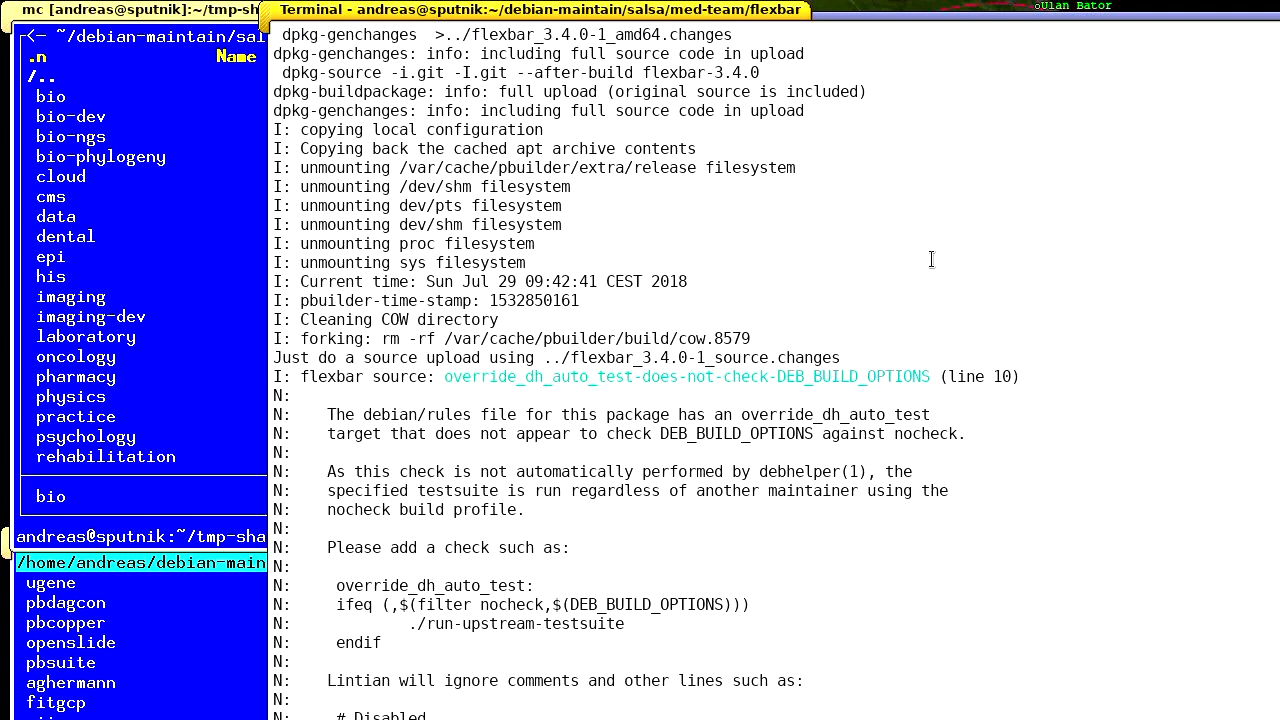 mc [andreas@sputnik]:~/tmp-sh
Terminal - andreas@sputnik:~/debian-maintain/salsa/med-team/flexbar
Ulan Bator
<- ~/debian-maintain/sal
.n Name
/..
bio
bio-dev
bio-ngs
bio-phylogeny
cloud
cms
data
dental
epi
his
imaging
imaging-dev
laboratory
oncology
pharmacy
physics
practice
psychology
rehabilitation
bio
andreas@sputnik:~/tmp-sha
/home/andreas/debian-main
ugene
pbdagcon
pbcopper
openslide
pbsuite
aghermann
fitgcp
dpkg-genchanges >../flexbar_3.4.0-1_amd64.changes
dpkg-genchanges: info: including full source code in upload
dpkg-source -i.git -I.git --after-build flexbar-3.4.0
dpkg-buildpackage: info: full upload (original source is included)
dpkg-genchanges: info: including full source code in upload
I: copying local configuration
I: Copying back the cached apt archive contents
I: unmounting /var/cache/pbuilder/extra/release filesystem
I: unmounting /dev/shm filesystem
I: unmounting dev/pts filesystem
I: unmounting dev/shm filesystem
I: unmounting proc filesystem
I: unmounting sys filesystem
I: Current time: Sun Jul 29 09:42:41 CEST 2018
I: pbuilder-time-stamp: 1532850161
I: Cleaning COW directory
I: forking: rm -rf /var/cache/pbuilder/build/cow.8579
Just do a source upload using ../flexbar_3.4.0-1_source.changes
I: flexbar source: override_dh_auto_test-does-not-check-DEB_BUILD_OPTIONS (line 10)
N:
N: The debian/rules file for this package has an override_dh_auto_test
N: target that does not appear to check DEB_BUILD_OPTIONS against nocheck.
N:
N: As this check is not automatically performed by debhelper(1), the
N: specified testsuite is run regardless of another maintainer using the
N: nocheck build profile.
N:
N: Please add a check such as:
N:
N: override_dh_auto_test:
N: ifeq (,$(filter nocheck,$(DEB_BUILD_OPTIONS)))
N: ./run-upstream-testsuite
N: endif
N:
N: Lintian will ignore comments and other lines such as:
N:
N: # Disabled